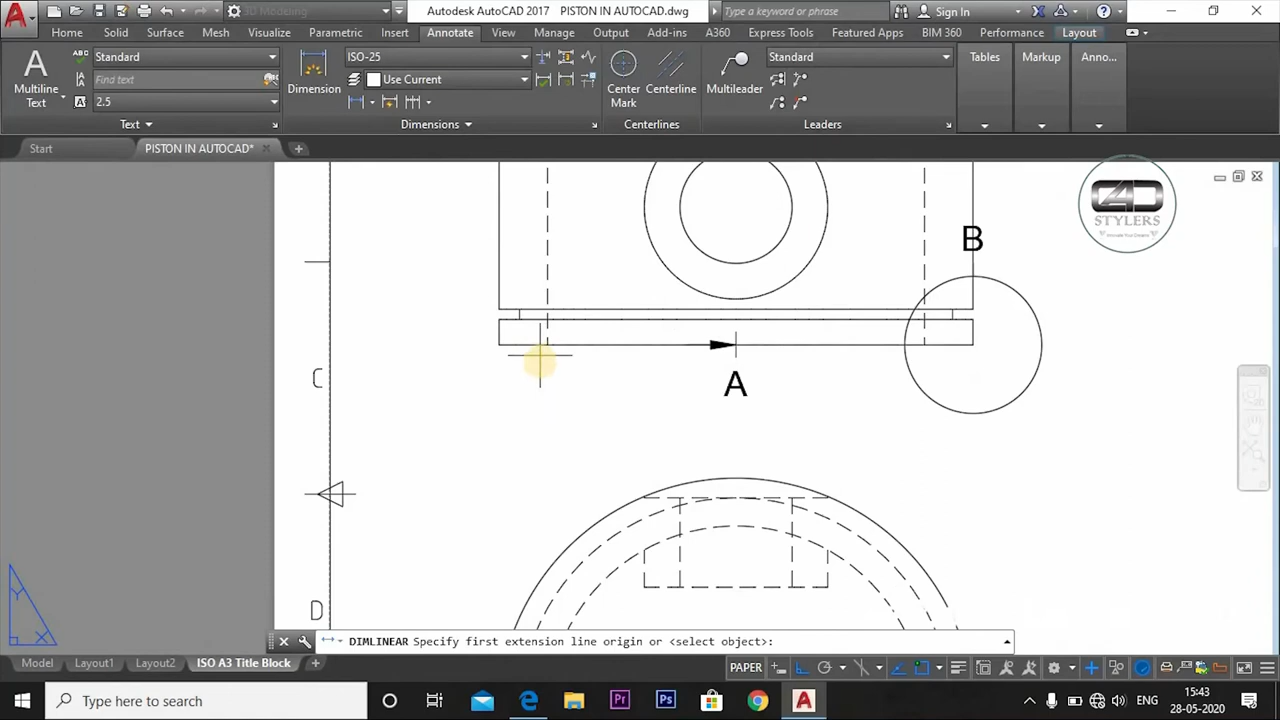 3D Modeling
Autodesk AutoCAD 2017 PISTON IN AUTOCAD.dwg
Type a keyword or phrase
Sign In
Home Solid Surface Mesh Visualize Parametric Insert Annotate View Manage Output Add-ins A360 Express Tools Featured Apps BIM 360 Performance Layout
Multiline Text
Standard
Find text
2.5
Text
Dimension
ISO-25
Use Current
Dimensions
Center Mark
Centerline
Centerlines
Multileader
Standard
Leaders
Tables
Markup
Anno...
Start
PISTON IN AUTOCAD*
STYLERS
B
A
C
D
Y
X
DIMLINEAR Specify first extension line origin or <select object>:
Model Layout1 Layout2 ISO A3 Title Block
PAPER
Type here to search
Pr
Ps
ENG
15:43
28-05-2020